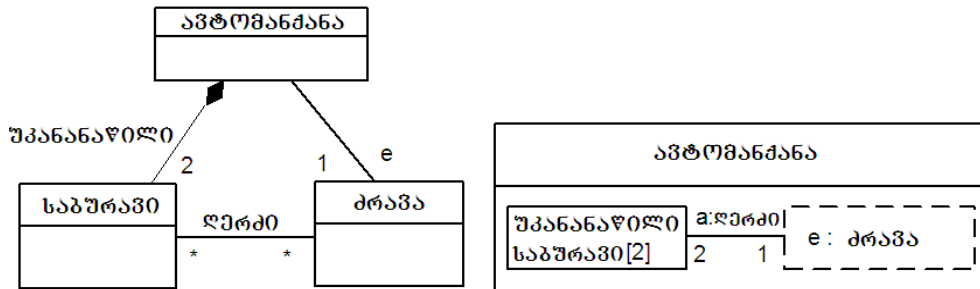 ავტომანქანა
უკანანაწილი
2
1
e
საბურავი
ძრავა
ღერძი
*
*
ავტომანქანა
უკანანაწილი
საბურავი[2]
a:ღერძი
2
1
e : ძრავა